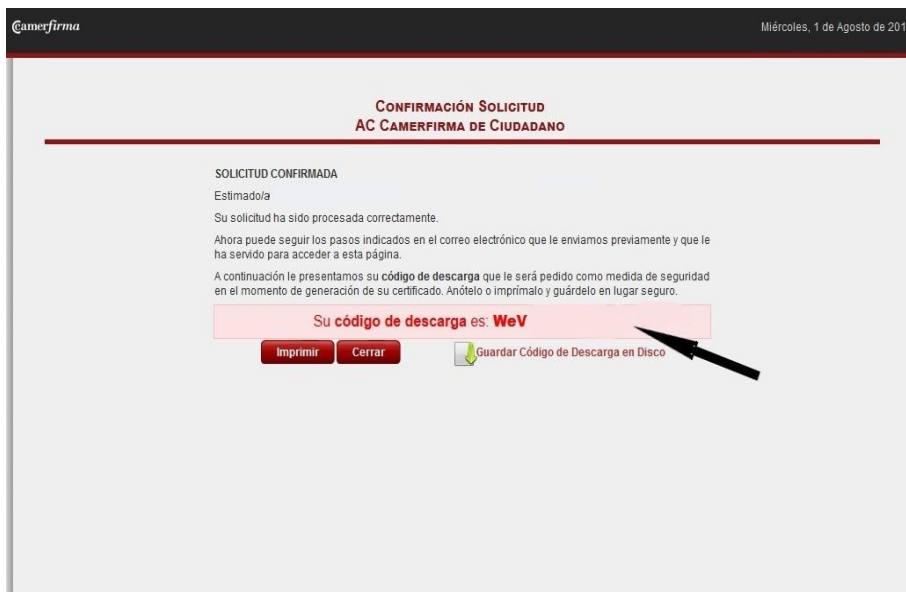 Camerfirma
Miércoles, 1 de Agosto de 201
CONFIRMACIÓN SOLICITUD
AC CAMERFIRMA DE CIUDADANO
SOLICITUD CONFIRMADA
Estimado/a
Su solicitud ha sido procesada correctamente.
Ahora puede seguir los pasos indicados en el correo electrónico que le enviamos previamente y que le
ha servido para acceder a esta página.
A continuación le presentamos su código de descarga que le será pedido como medida de seguridad
en el momento de generación de su certificado. Anótelo o imprímalo y guárdelo en lugar seguro.
Su código de descarga es: WeV
Imprimir Cerrar Guardar Código de Descarga en Disco